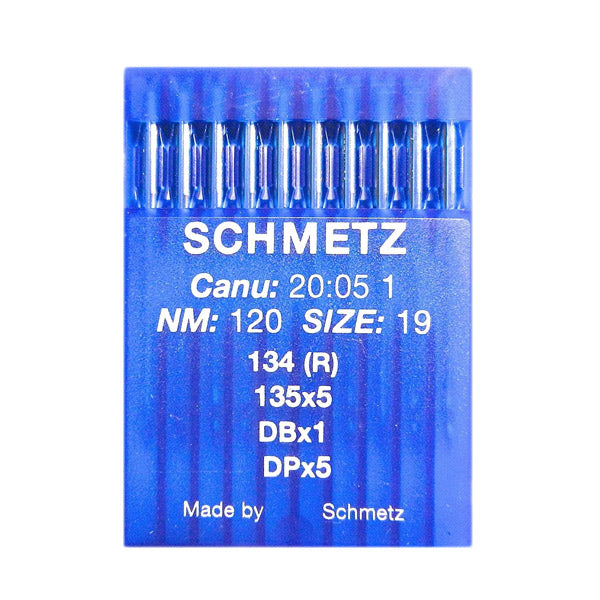 SCHMETZ
Canu: 20:05 1
NM: 120 SIZE: 19
134 (R)
135x5
DBx1
DPx5
Made by Schmetz